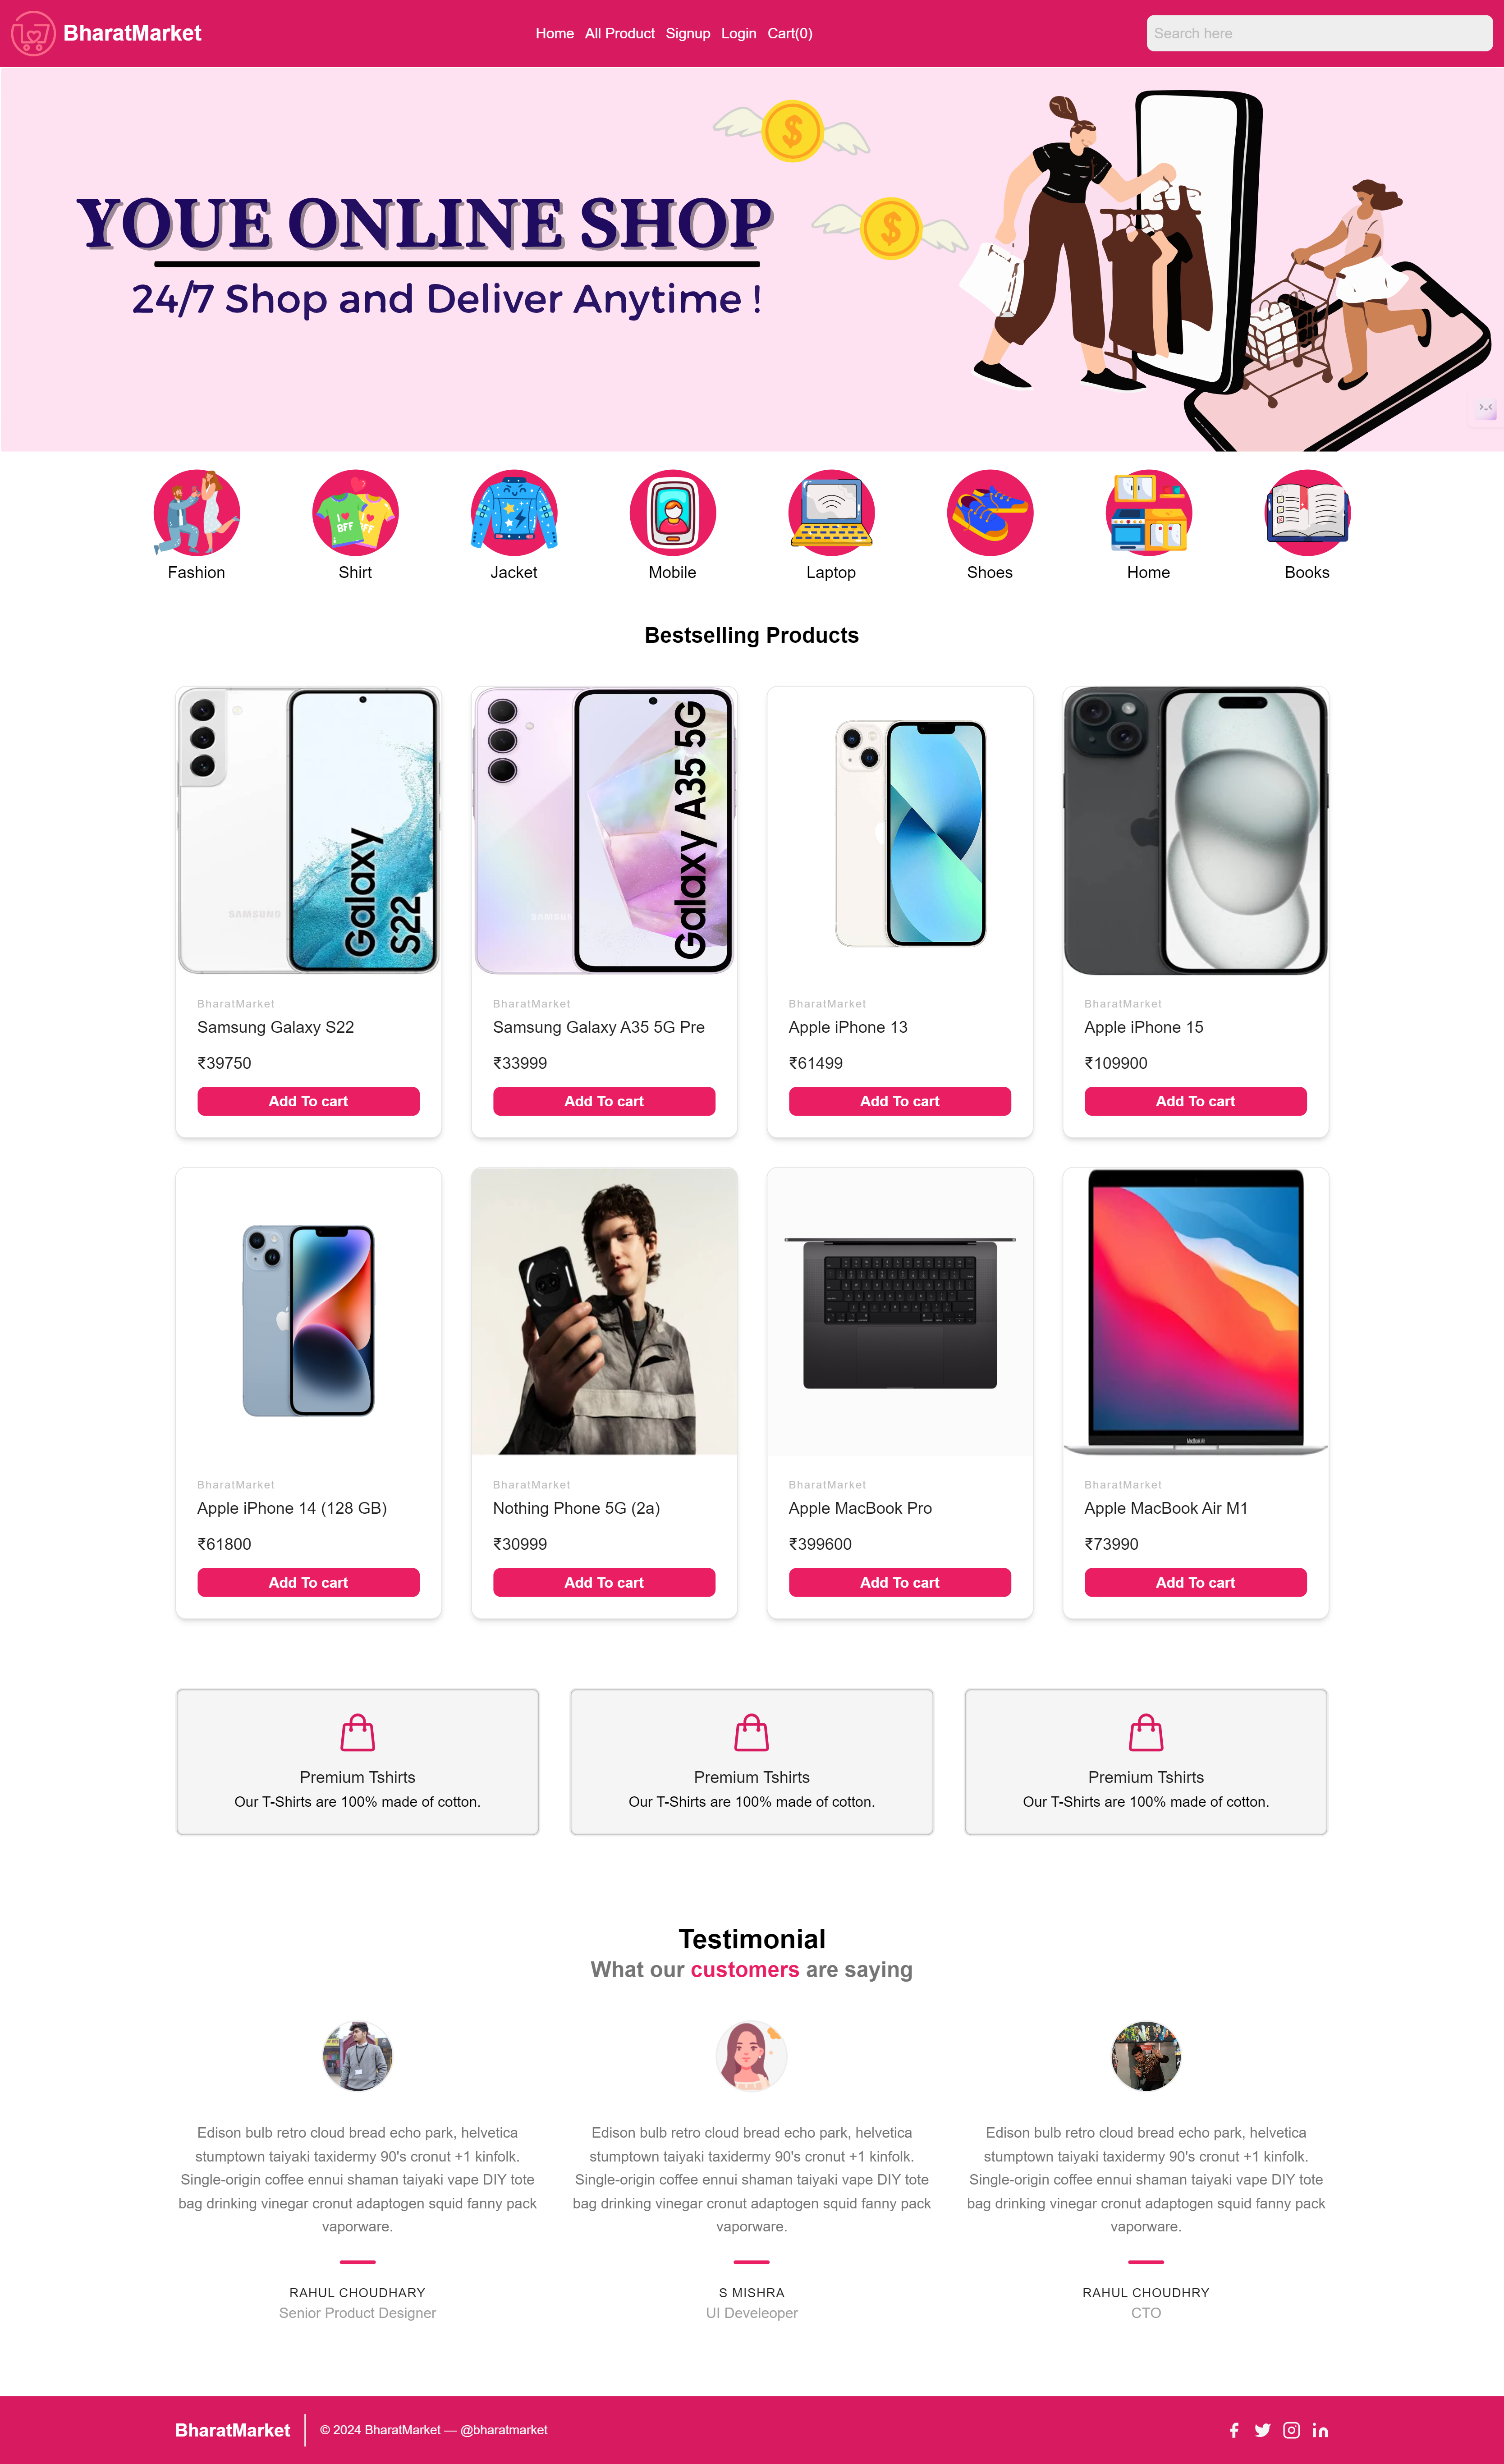 BharatMarket
Home All Product Signup Login Cart(0)
Search here
YOUE ONLINE SHOP
24/7 Shop and Deliver Anytime !
$
$
I
BFF
FF
Fashion Shirt Jacket Mobile Laptop Shoes Home Books
Bestselling Products
SAMSUNG
Galaxy
S22
SAMSUNG
Galaxy A35 5G
BharatMarket
Samsung Galaxy S22
₹39750
Add To cart
BharatMarket
Samsung Galaxy A35 5G Pre
₹33999
Add To cart
BharatMarket
Apple iPhone 13
₹61499
Add To cart
BharatMarket
Apple iPhone 15
₹109900
Add To cart
MacBook Air
BharatMarket
Apple iPhone 14 (128 GB)
₹61800
Add To cart
BharatMarket
Nothing Phone 5G (2a)
₹30999
Add To cart
BharatMarket
Apple MacBook Pro
₹399600
Add To cart
BharatMarket
Apple MacBook Air M1
₹73990
Add To cart
Premium Tshirts
Our T-Shirts are 100% made of cotton.
Premium Tshirts
Our T-Shirts are 100% made of cotton.
Premium Tshirts
Our T-Shirts are 100% made of cotton.
Testimonial
What our customers are saying
Edison bulb retro cloud bread echo park, helvetica
stumptown taiyaki taxidermy 90's cronut +1 kinfolk.
Single-origin coffee ennui shaman taiyaki vape DIY tote
bag drinking vinegar cronut adaptogen squid fanny pack
vaporware.
RAHUL CHOUDHARY
Senior Product Designer
Edison bulb retro cloud bread echo park, helvetica
stumptown taiyaki taxidermy 90's cronut +1 kinfolk.
Single-origin coffee ennui shaman taiyaki vape DIY tote
bag drinking vinegar cronut adaptogen squid fanny pack
vaporware.
S MISHRA
UI Develeoper
Edison bulb retro cloud bread echo park, helvetica
stumptown taiyaki taxidermy 90's cronut +1 kinfolk.
Single-origin coffee ennui shaman taiyaki vape DIY tote
bag drinking vinegar cronut adaptogen squid fanny pack
vaporware.
RAHUL CHOUDHRY
CTO
BharatMarket
© 2024 BharatMarket — @bharatmarket